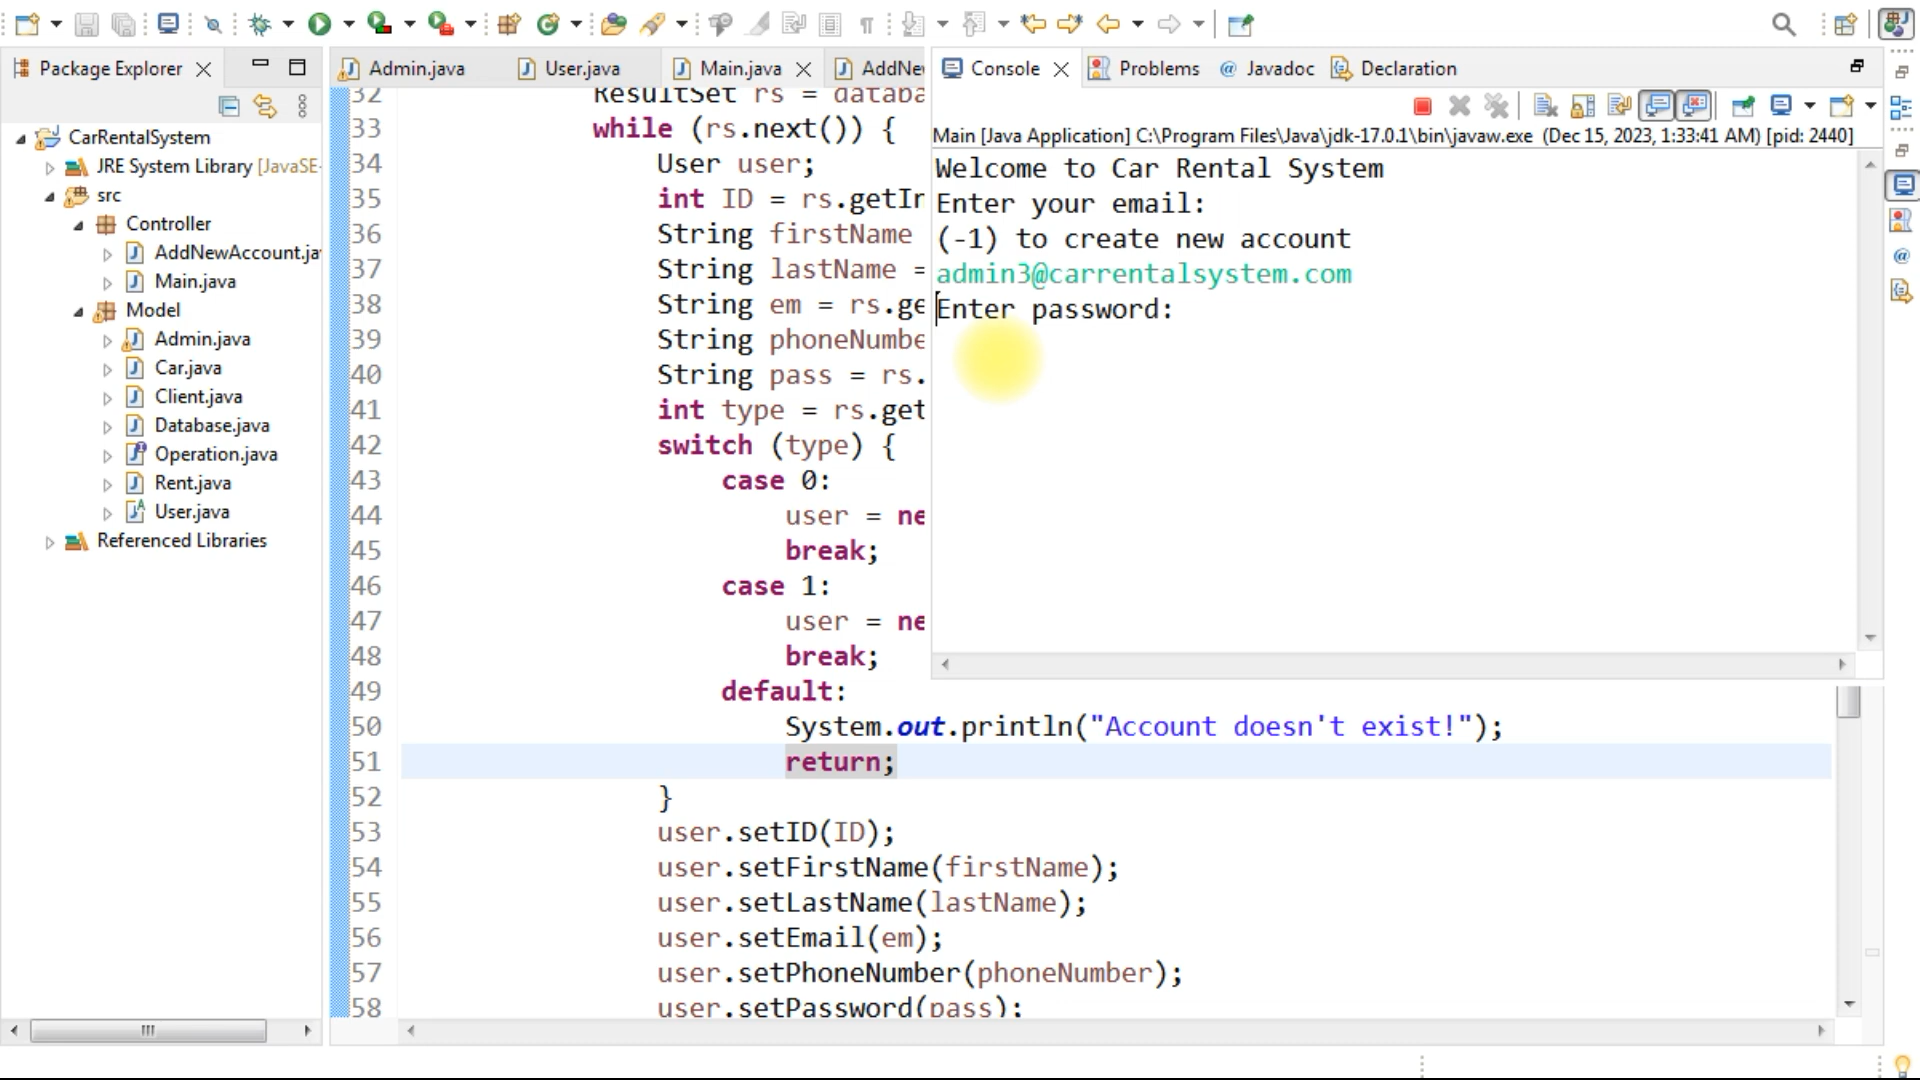 Package Explorer
CarRentalSystem
JRE System Library [JavaSE-
src
Controller
AddNewAccount.ja
Main.java
Model
Admin.java
Car.java
Client.java
Database.java
Operation.java
Rent.java
User.java
Referenced Libraries
Admin.java
User.java
Main.java
AddNe
32 ResultSet rs = databa
33 while (rs.next()) {
34 User user;
35 int ID = rs.getIn
36 String firstName
37 String lastName =
38 String em = rs.ge
39 String phoneNumbe
40 String pass = rs.
41 int type = rs.get
42 switch (type) {
43 case 0:
44 user = ne
45 break;
46 case 1:
47 user = ne
48 break;
49 default:
50 System.out.println("Account doesn't exist!");
51 return;
52 }
53 user.setID(ID);
54 user.setFirstName(firstName);
55 user.setLastName(lastName);
56 user.setEmail(em);
57 user.setPhoneNumber(phoneNumber);
58 user.setPassword(pass);
Console
Problems
Javadoc
Declaration
Main [Java Application] C:\Program Files\Java\jdk-17.0.1\bin\javaw.exe (Dec 15, 2023, 1:33:41 AM) [pid: 2440]
Welcome to Car Rental System
Enter your email:
(-1) to create new account
admin3@carrentalsystem.com
Enter password: